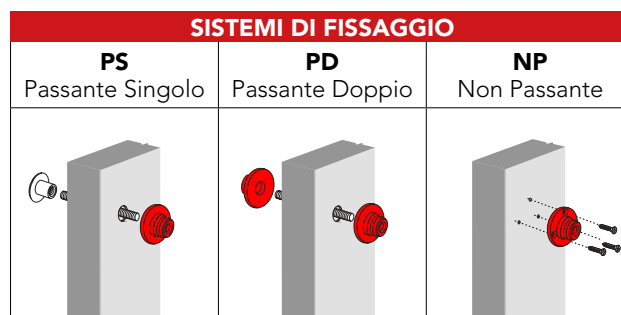 SISTEMI DI FISSAGGIO
PS
Passante Singolo
PD
Passante Doppio
NP
Non Passante